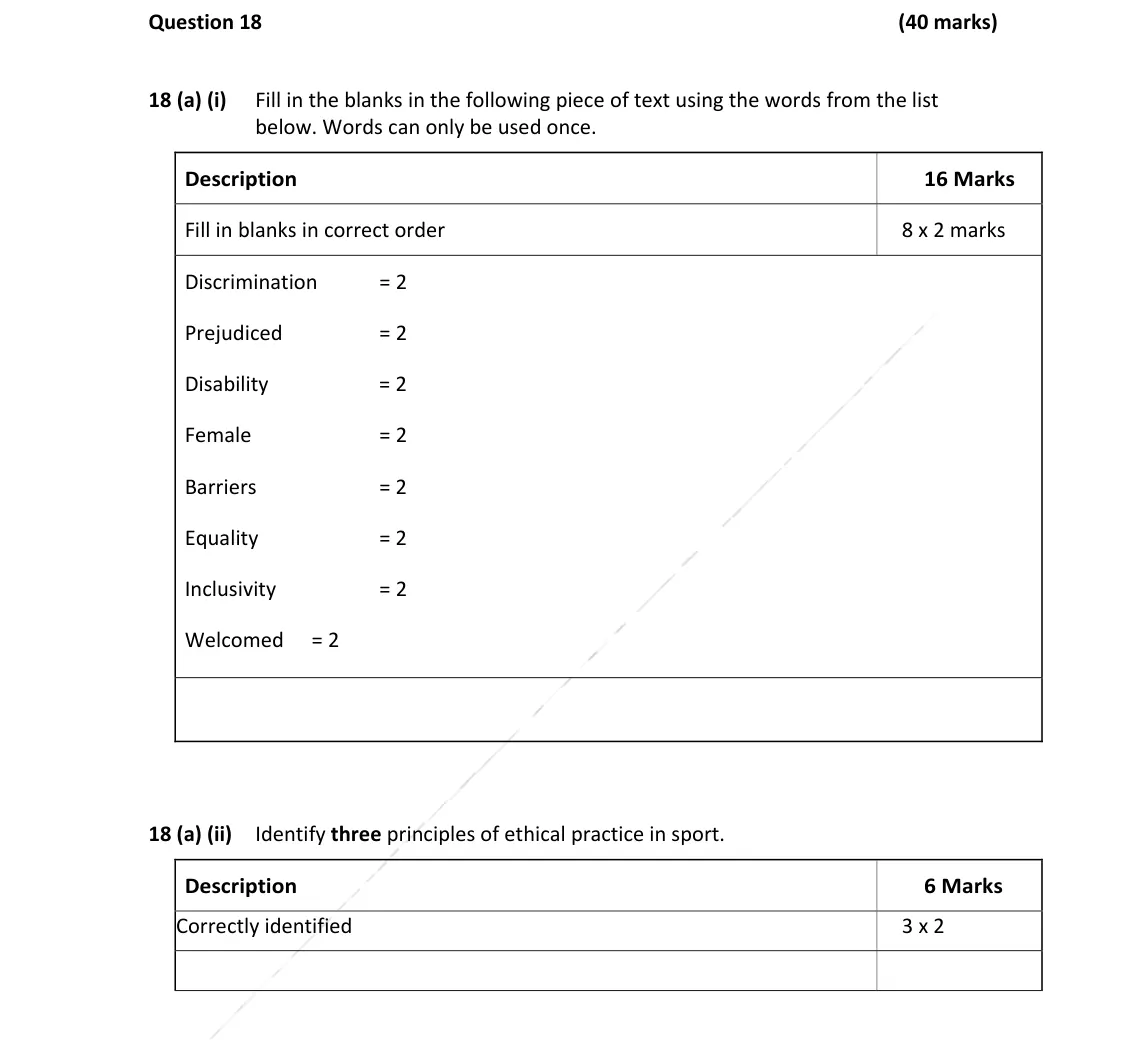 Question 18 (40 marks)
18 (a) (i) Fill in the blanks in the following piece of text using the words from the list
below. Words can only be used once.
Description 16 Marks
Fill in blanks in correct order 8 x 2 marks
Discrimination = 2
Prejudiced = 2
Disability = 2
Female = 2
Barriers = 2
Equality = 2
Inclusivity = 2
Welcomed = 2
18 (a) (ii) Identify three principles of ethical practice in sport.
Description 6 Marks
Correctly identified 3 x 2